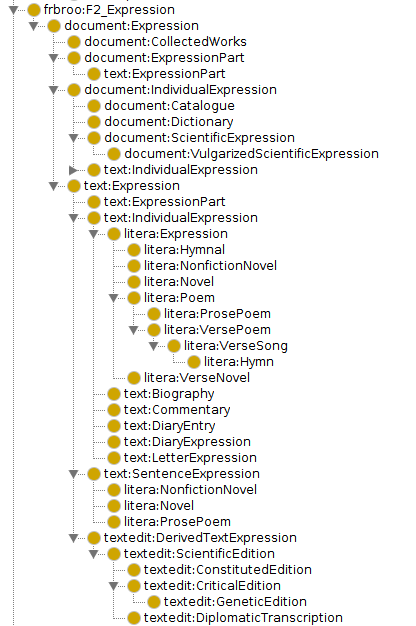 frbroo:F2_Expression
document:Expression
document:CollectedWorks
document:ExpressionPart
text:ExpressionPart
document:IndividualExpression
document:Catalogue
document:Dictionary
document:ScientificExpression
document:VulgarizedScientificExpression
text:IndividualExpression
text:Expression
text:ExpressionPart
text:IndividualExpression
litera:Expression
litera:Hymnal
litera:NonfictionNovel
litera:Novel
litera:Poem
litera:ProsePoem
litera:VersePoem
litera:VerseSong
litera:Hymn
litera:VerseNovel
text:Biography
text:Commentary
text:DiaryEntry
text:DiaryExpression
text:LetterExpression
text:SentenceExpression
litera:NonfictionNovel
litera:Novel
litera:ProsePoem
textedit:DerivedTextExpression
textedit:ScientificEdition
textedit:ConstitutedEdition
textedit:CriticalEdition
textedit:GeneticEdition
textedit:DiplomaticTranscription